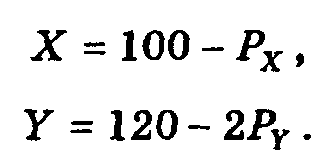 X = 100 − P_X ,
Y = 120 − 2P_Y .